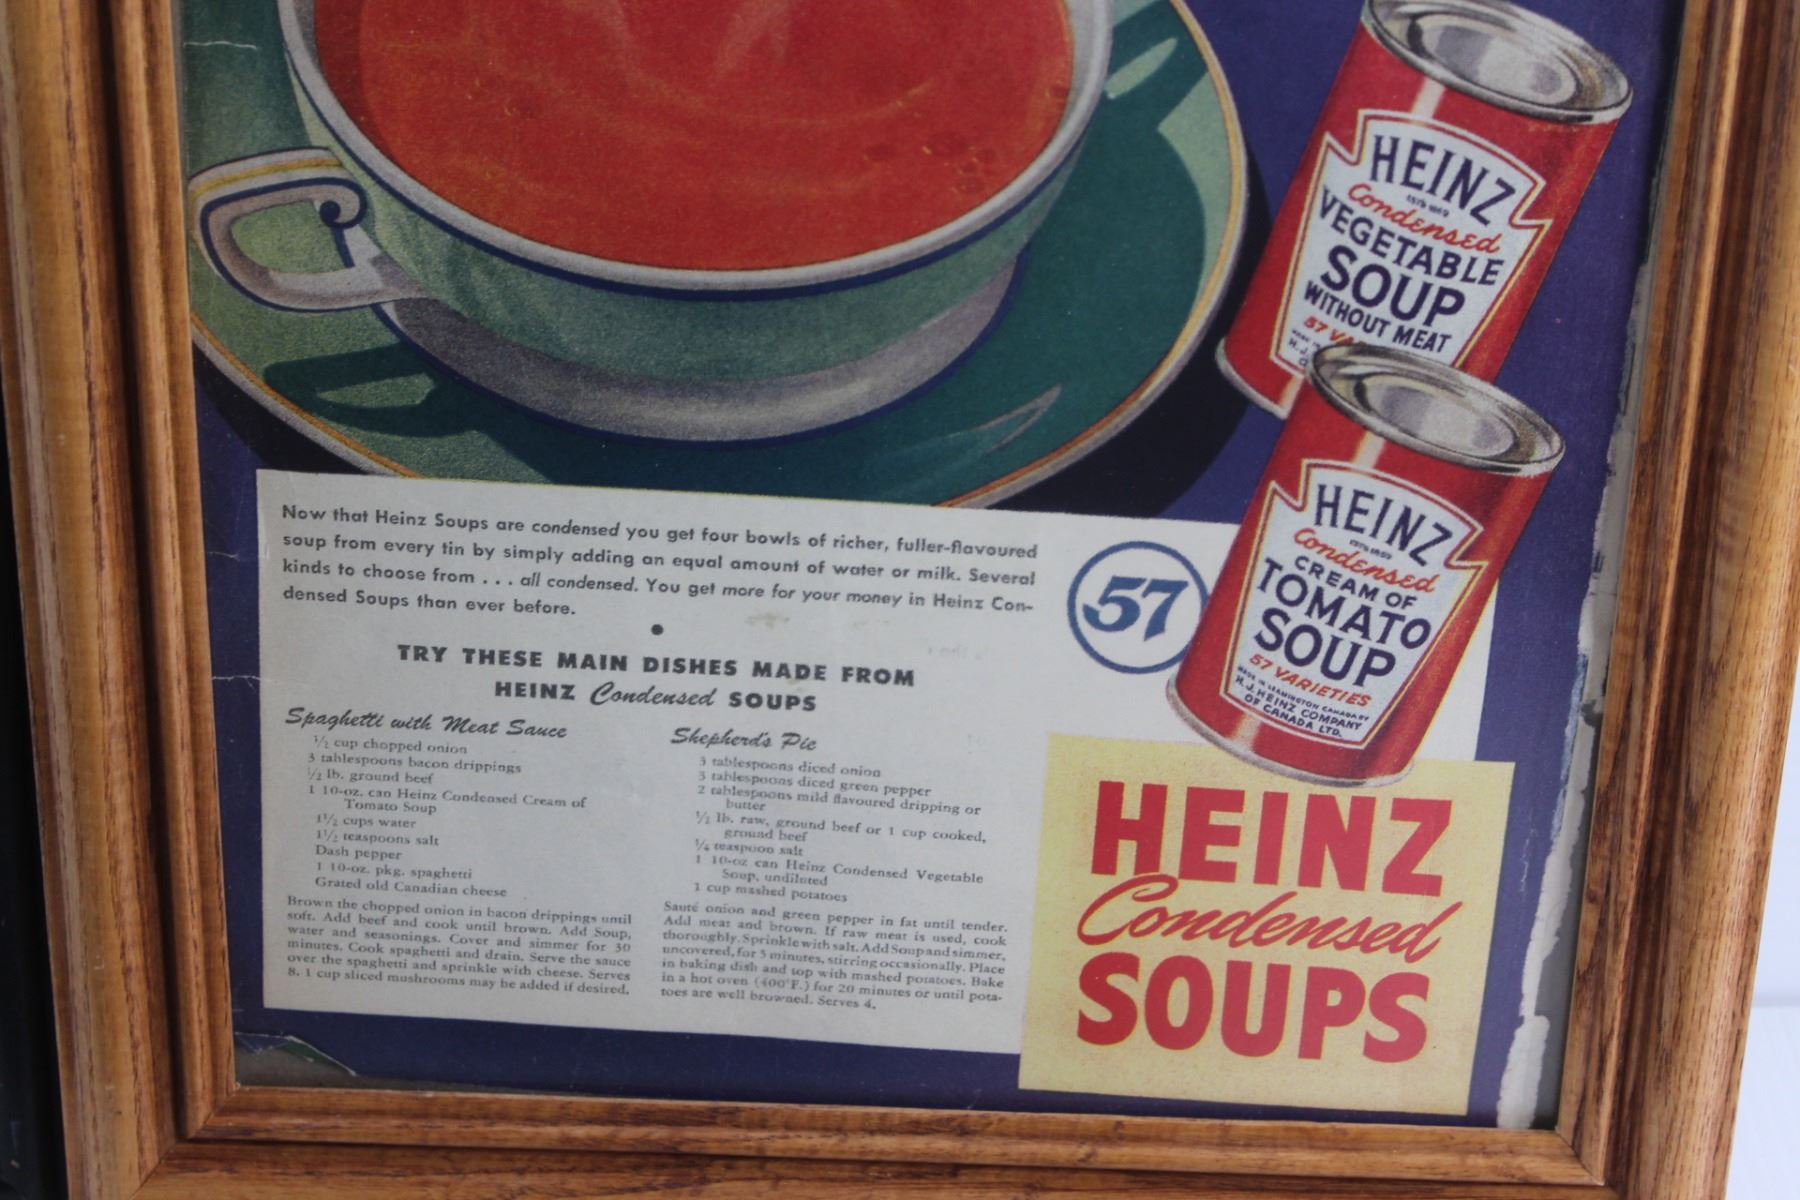 HEINZ
ESTD 1869
Condensed
VEGETABLE
SOUP
WITHOUT MEAT
57
HEINZ
ESTD 1869
Condensed
CREAM OF
TOMATO
SOUP
57 VARIETIES
MADE IN LEAMINGTON CANADA BY
H.J. HEINZ COMPANY
OF CANADA LTD.
Now that Heinz Soups are condensed you get four bowls of richer, fuller-flavoured
soup from every tin by simply adding an equal amount of water or milk. Several
kinds to choose from . . . all condensed. You get more for your money in Heinz Con-
densed Soups than ever before.
57
TRY THESE MAIN DISHES MADE FROM
HEINZ Condensed SOUPS
Spaghetti with Meat Sauce
½ cup chopped onion
3 tablespoons bacon drippings
½ lb. ground beef
1 10-oz. can Heinz Condensed Cream of
Tomato Soup
1½ cups water
1½ teaspoons salt
Dash pepper
1 10-oz. pkg. spaghetti
Grated old Canadian cheese
Brown the chopped onion in bacon drippings until
soft. Add beef and cook until brown. Add Soup,
water and seasonings. Cover and simmer for 30
minutes. Cook spaghetti and drain. Serve the sauce
over the spaghetti and sprinkle with cheese. Serves
8. 1 cup sliced mushrooms may be added if desired.
Shepherd's Pie
3 tablespoons diced onion
3 tablespoons diced green pepper
2 tablespoons mild flavoured dripping or
butter
½ lb. raw, ground beef or 1 cup cooked,
ground beef
¼ teaspoon salt
1 10-oz can Heinz Condensed Vegetable
Soup, undiluted
1 cup mashed potatoes
Sauté onion and green pepper in fat until tender.
Add meat and brown. If raw meat is used, cook
thoroughly. Sprinkle with salt. Add Soup and simmer,
uncovered, for 5 minutes, stirring occasionally. Place
in baking dish and top with mashed potatoes. Bake
in a hot oven (400°F.) for 20 minutes or until pota-
toes are well browned. Serves 4.
HEINZ
Condensed
SOUPS